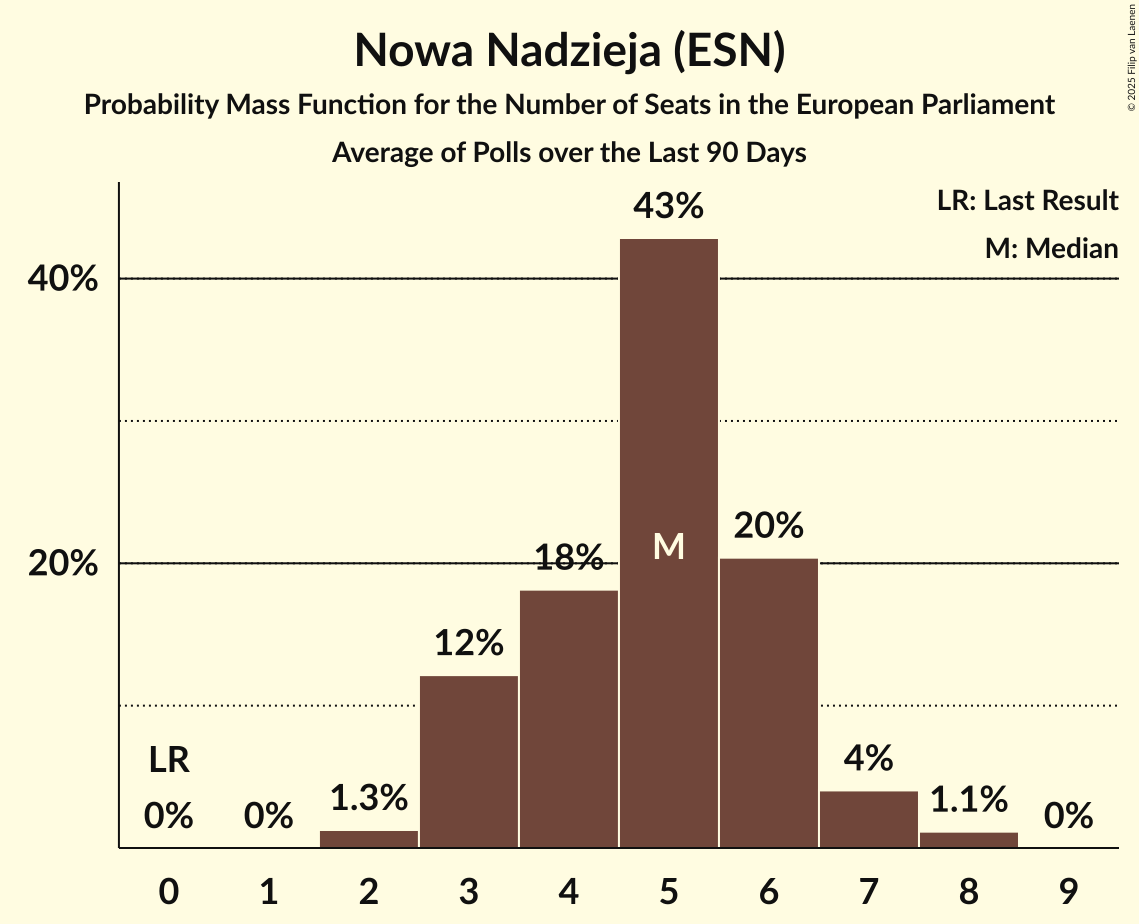 Nowa Nadzieja (ESN)
Probability Mass Function for the Number of Seats in the European Parliament
Average of Polls over the Last 90 Days
© 2025 Filip van Laenen
LR: Last Result
M: Median
43%
40%
M
20%
18%
20%
12%
LR
4%
1.3%
1.1%
0%
0%
0%
0 1 2 3 4 5 6 7 8 9